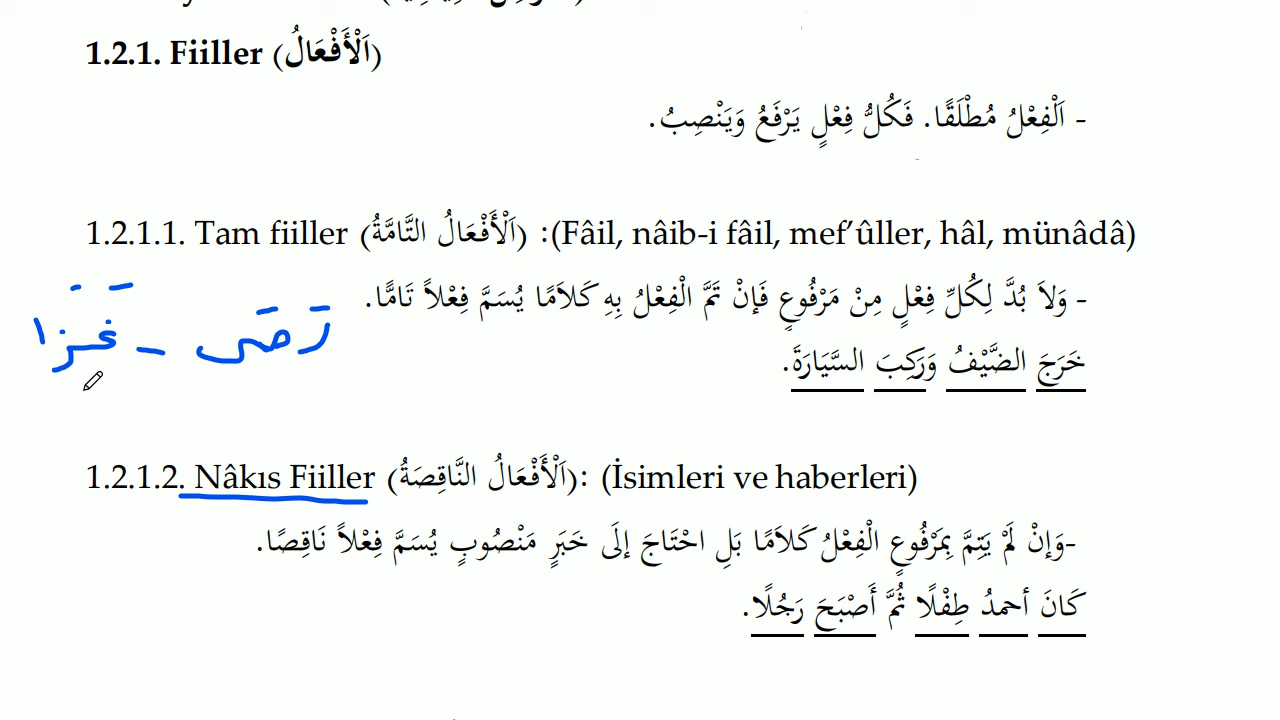 1.2.1. Fiiller (اَلْأَفْعَالُ)
- اَلْفِعْلُ مُطْلَقًا. فَكُلُّ فِعْلٍ يَرْفَعُ وَيَنْصِبُ.
1.2.1.1. Tam fiiller (اَلْأَفْعَالُ التَّامَّةُ) :(Fâil, nâib-i fâil, mef’ûller, hâl, münâdâ)
- وَلاَ بُدَّ لِكُلِّ فِعْلٍ مِنْ مَرْفُوعٍ فَإِنْ تَمَّ الْفِعْلُ بِهِ كَلاَمًا يُسَمَّ فِعْلاً تَامًّا.
غَزَا
خَرَجَ الضَّيْفُ وَرَكِبَ السَّيَارَةَ.
1.2.1.2. Nâkıs Fiiller (اَلْأَفْعَالُ النَّاقِصَةُ): (İsimleri ve haberleri)
-وَإِنْ لَمْ يَتِمَّ بِمَرْفُوعٍ الْفِعْلُ كَلاَمًا بَلِ احْتَاجَ إِلَى خَبَرٍ مَنْصُوبٍ يُسَمَّ فِعْلاً نَاقِصًا.
كَانَ أحمدُ طِفْلًا ثُمَّ أَصْبَحَ رَجُلًا.